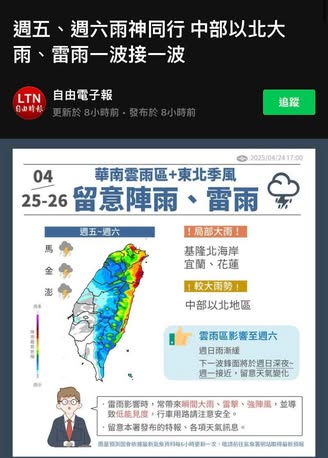 週五、週六雨神同行 中部以北大
雨、雷雨一波接一波
LTN
自由時報
自由電子報
更新於 8小時前・發布於 8小時前
追蹤
2025/04/24 17:00
04
25-26
華南雲雨區+東北季風
留意陣雨、雷雨
週五~週六
馬
金
澎
！局部大雨！
基隆北海岸
宜蘭、花蓮
！較大雨勢！
中部以北地區
雲雨區影響至週六
週日雨漸緩
下一波鋒面將於週日深夜~
週一接近，留意天氣變化
・雷雨影響時，常帶來瞬間大雨、雷擊、強陣風，並導
致低能見度，行車用路請注意安全。
・留意本署發布的特報、各項天氣訊息。